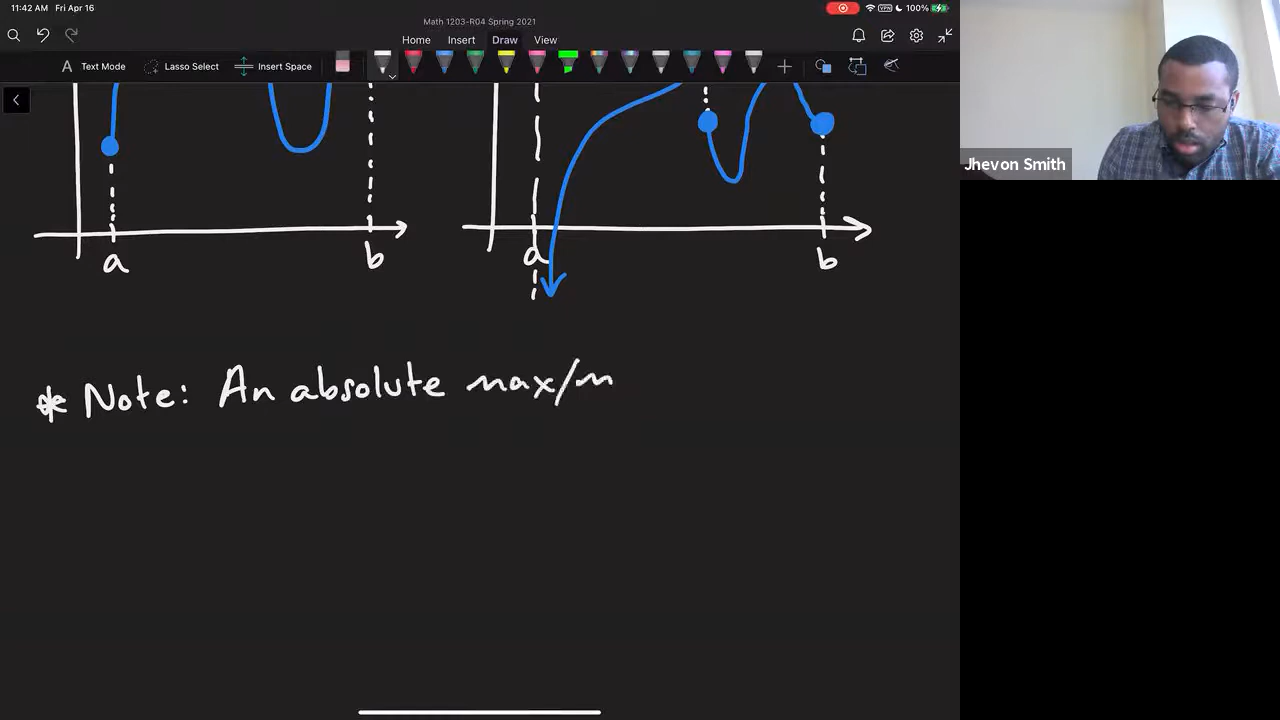 11:42 AM Fri Apr 16
VPN 100%
Math 1203-R04 Spring 2021
Home Insert Draw View
A Text Mode Lasso Select Insert Space
Jhevon Smith
a b a b
* Note: An absolute max/m